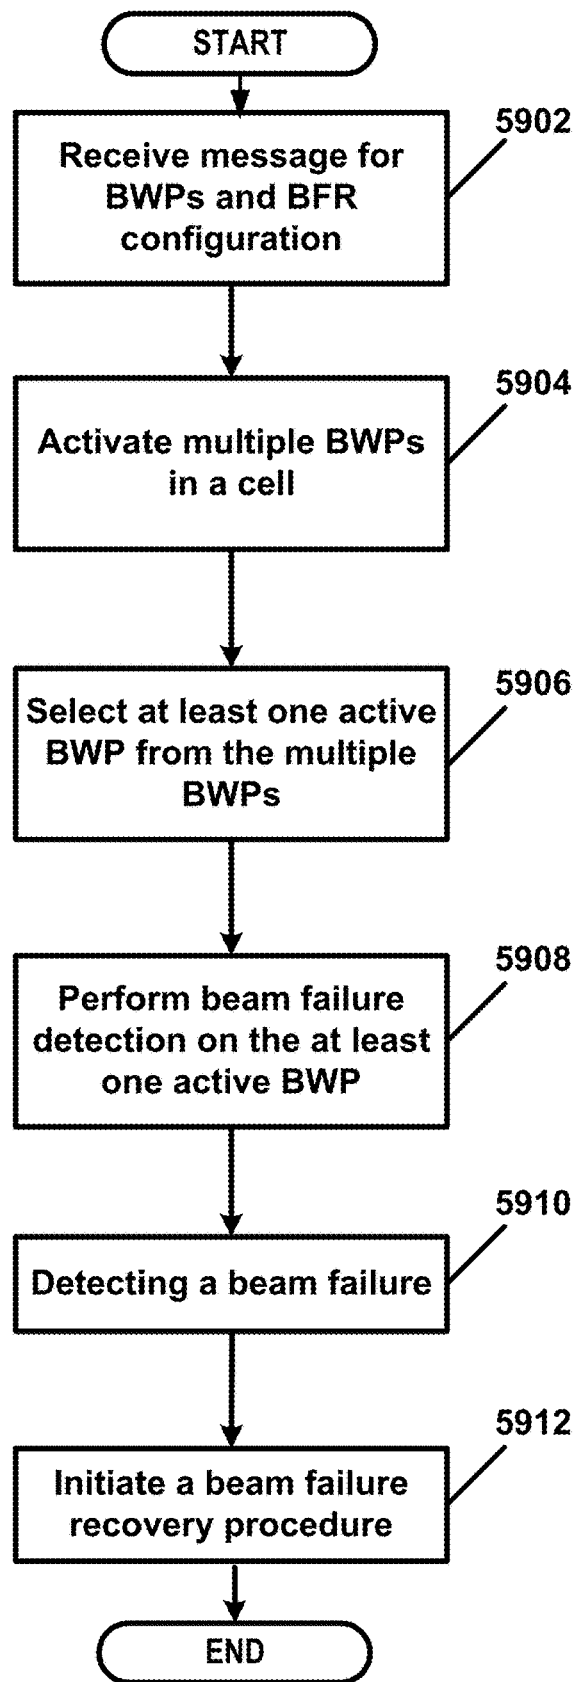 START
5902
Receive message for
BWPs and BFR
configuration
5904
Activate multiple BWPs
in a cell
5906
Select at least one active
BWP from the multiple
BWPs
5908
Perform beam failure
detection on the at least
one active BWP
5910
Detecting a beam failure
5912
Initiate a beam failure
recovery procedure
END